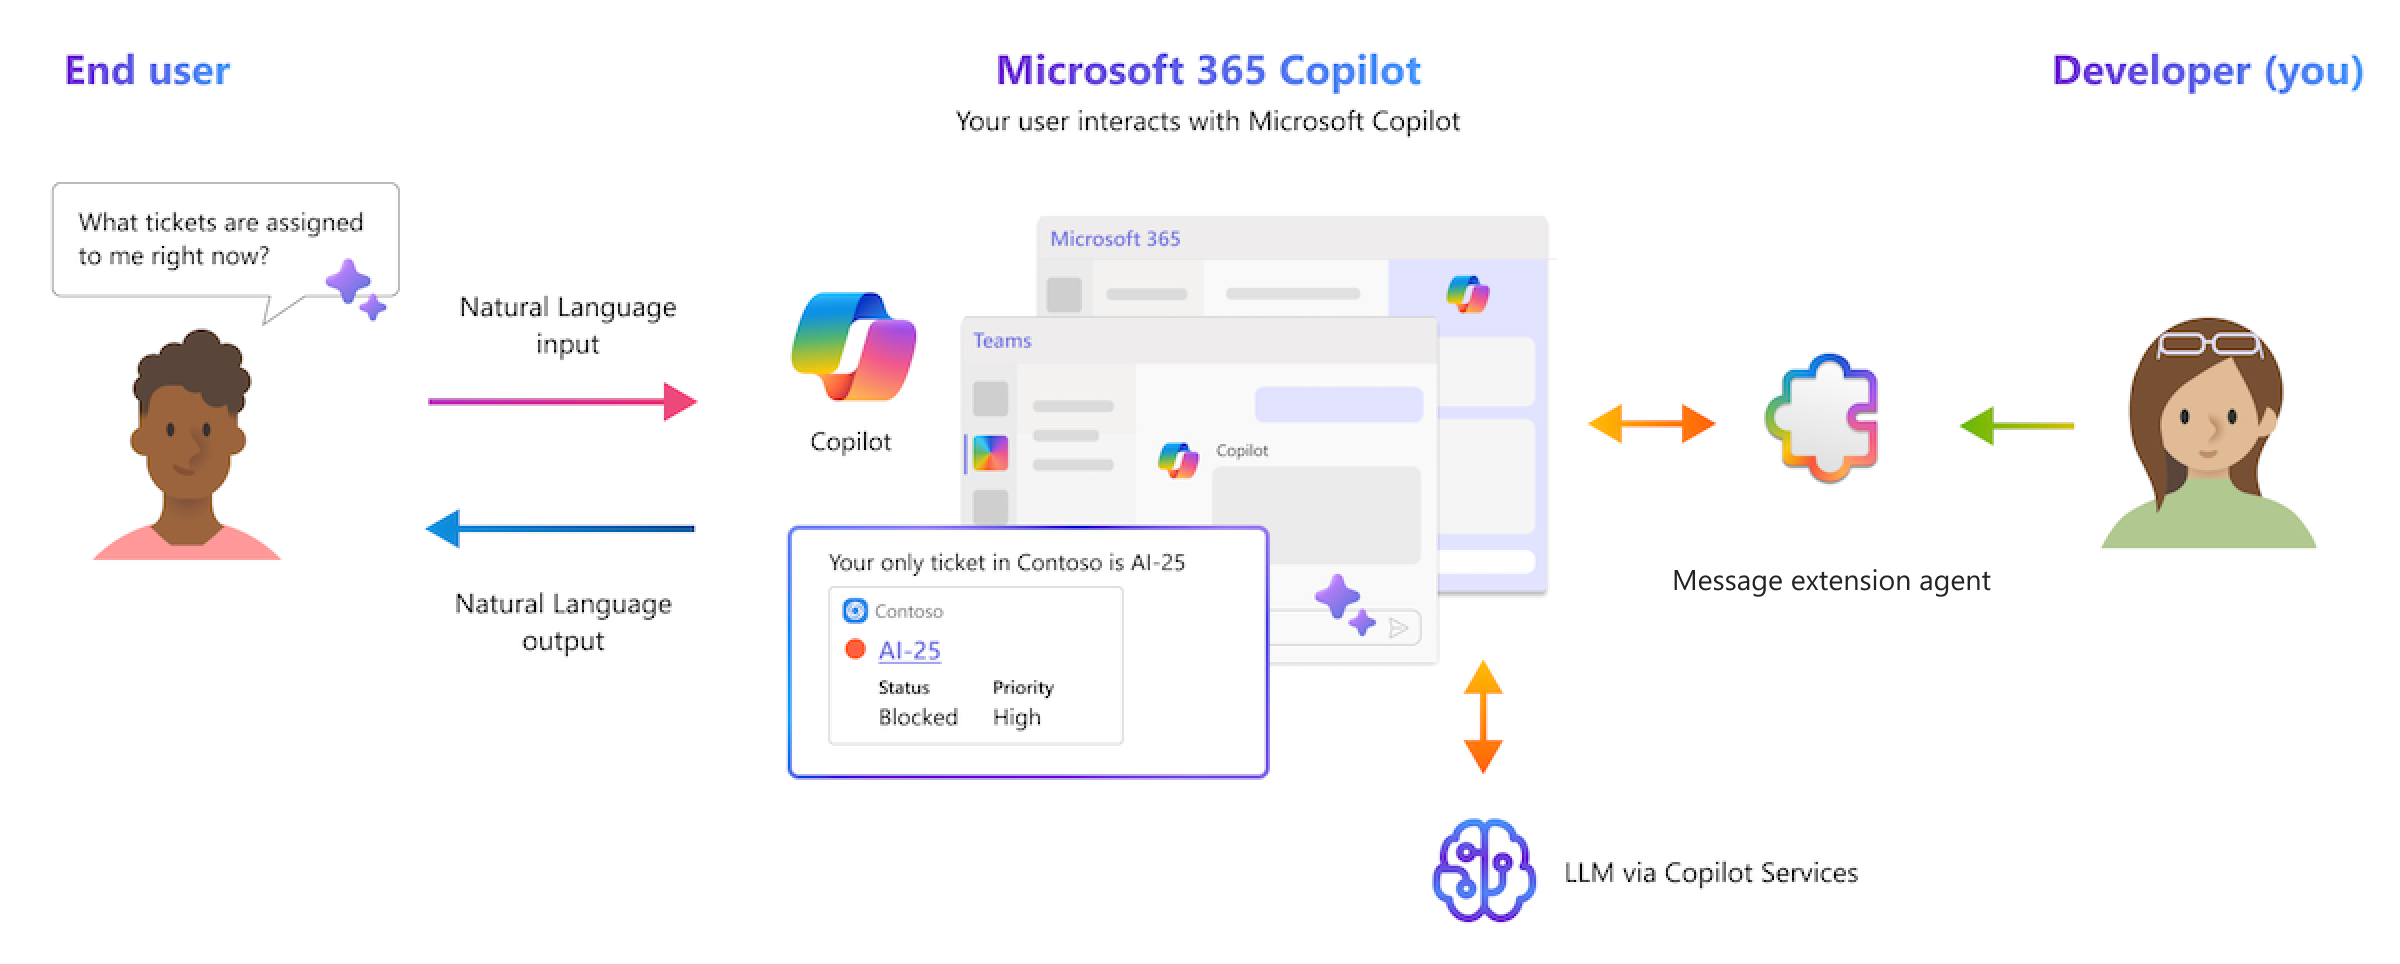 End user
Microsoft 365 Copilot
Developer (you)
Your user interacts with Microsoft Copilot
What tickets are assigned
to me right now?
Natural Language
input
Copilot
Natural Language
output
Microsoft 365
Teams
Copilot
Your only ticket in Contoso is AI-25
Contoso
AI-25
Status Priority
Blocked High
Message extension agent
LLM via Copilot Services